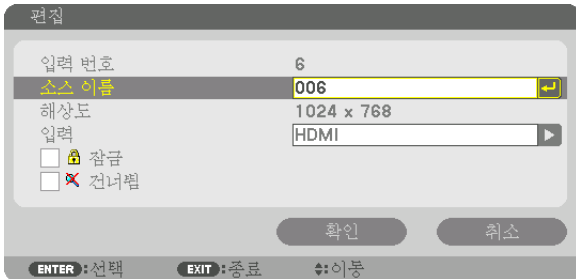 편집
입력 번호 6
소스 이름 006
해상도 1024 x 768
입력 HDMI
잠금
건너뜀
확인 취소
ENTER :선택 EXIT :종료 :이동